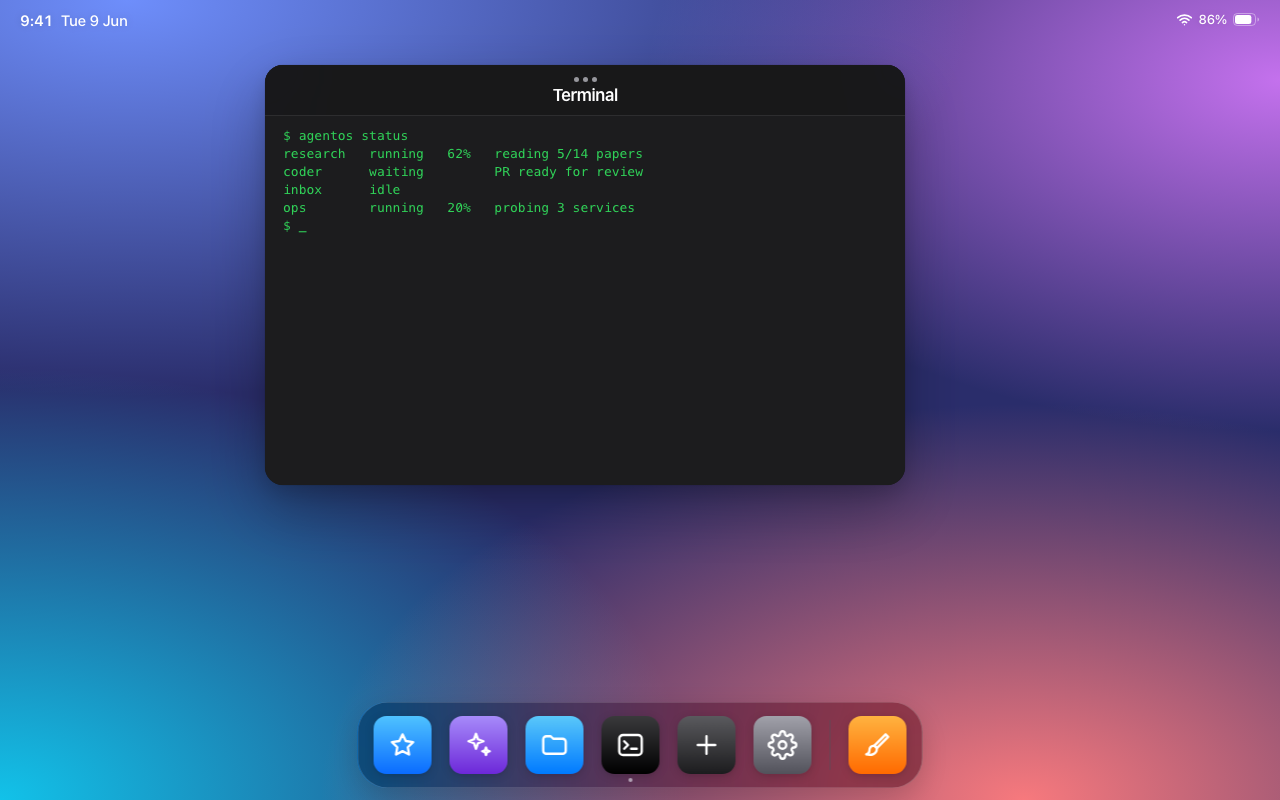 9:41 Tue 9 Jun
86%
Terminal
$ agentos status
research   running   62%   reading 5/14 papers
coder      waiting         PR ready for review
inbox      idle
ops        running   20%   probing 3 services
$ _